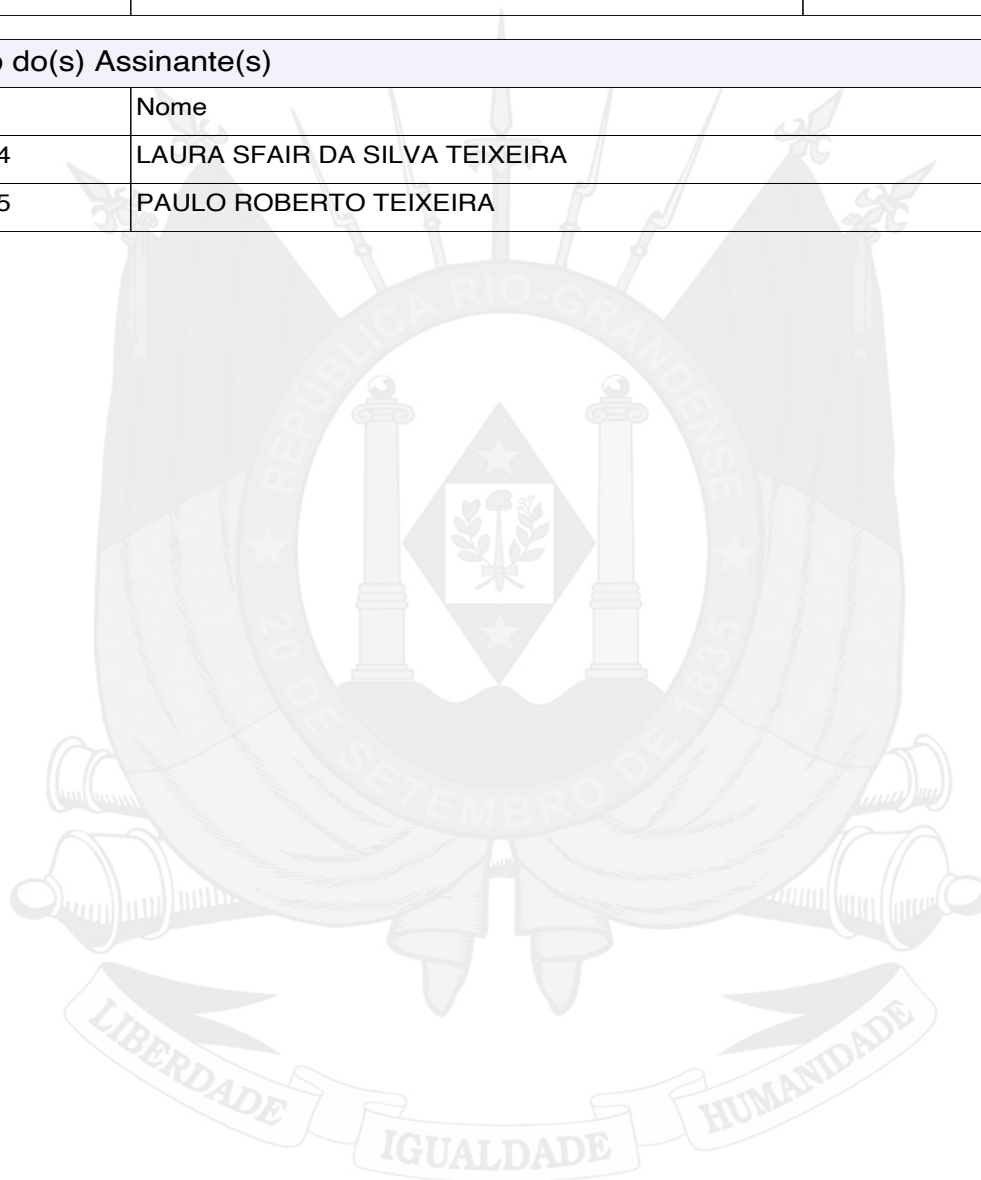 o do(s) Assinante(s)
Nome
4 LAURA SFAIR DA SILVA TEIXEIRA
5 PAULO ROBERTO TEIXEIRA
REPÚBLICA RIO-GRANDENSE
20 DE SETEMBRO DE 1835
LIBERDADE IGUALDADE HUMANIDADE